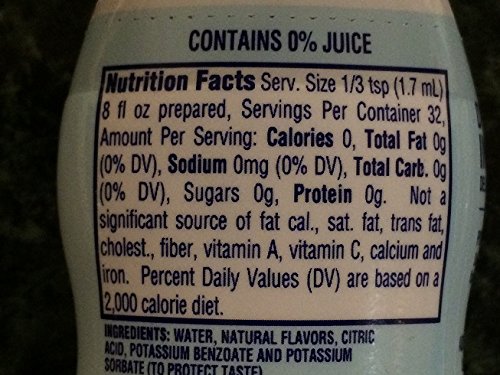 CONTAINS 0% JUICE
Nutrition Facts Serv. Size 1/3 tsp (1.7 mL)
8 fl oz prepared, Servings Per Container 32,
Amount Per Serving: Calories 0, Total Fat 0g
(0% DV), Sodium 0mg (0% DV), Total Carb. 0g
(0% DV), Sugars 0g, Protein 0g. Not a
significant source of fat cal., sat. fat, trans fat,
cholest., fiber, vitamin A, vitamin C, calcium and
iron. Percent Daily Values (DV) are based on a
2,000 calorie diet.
INGREDIENTS: WATER, NATURAL FLAVORS, CITRIC
ACID, POTASSIUM BENZOATE AND POTASSIUM
SORBATE (TO PROTECT TASTE)